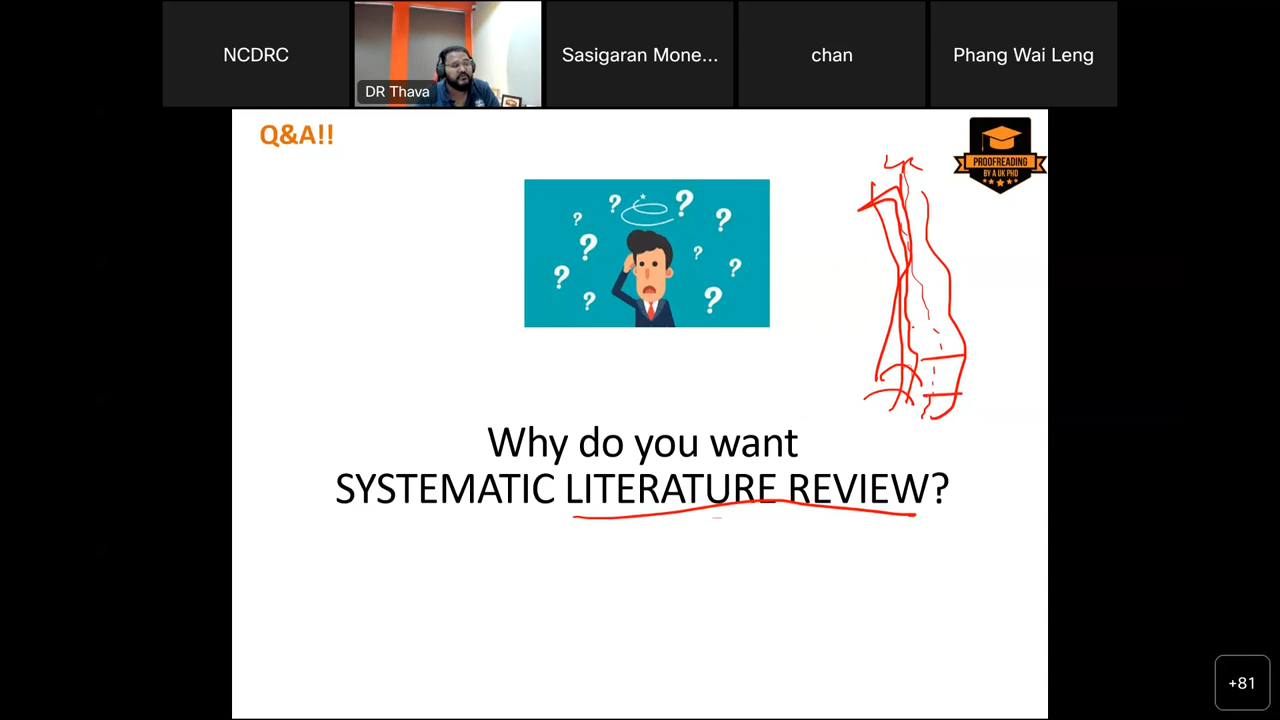 NCDRC
DR Thava
Sasigaran Mone...
chan
Phang Wai Leng
Q&A!!
PROOFREADING
BY A UK PHD
? ? ? ? ? ? ? ? ? ?
Why do you want
SYSTEMATIC LITERATURE REVIEW?
+81